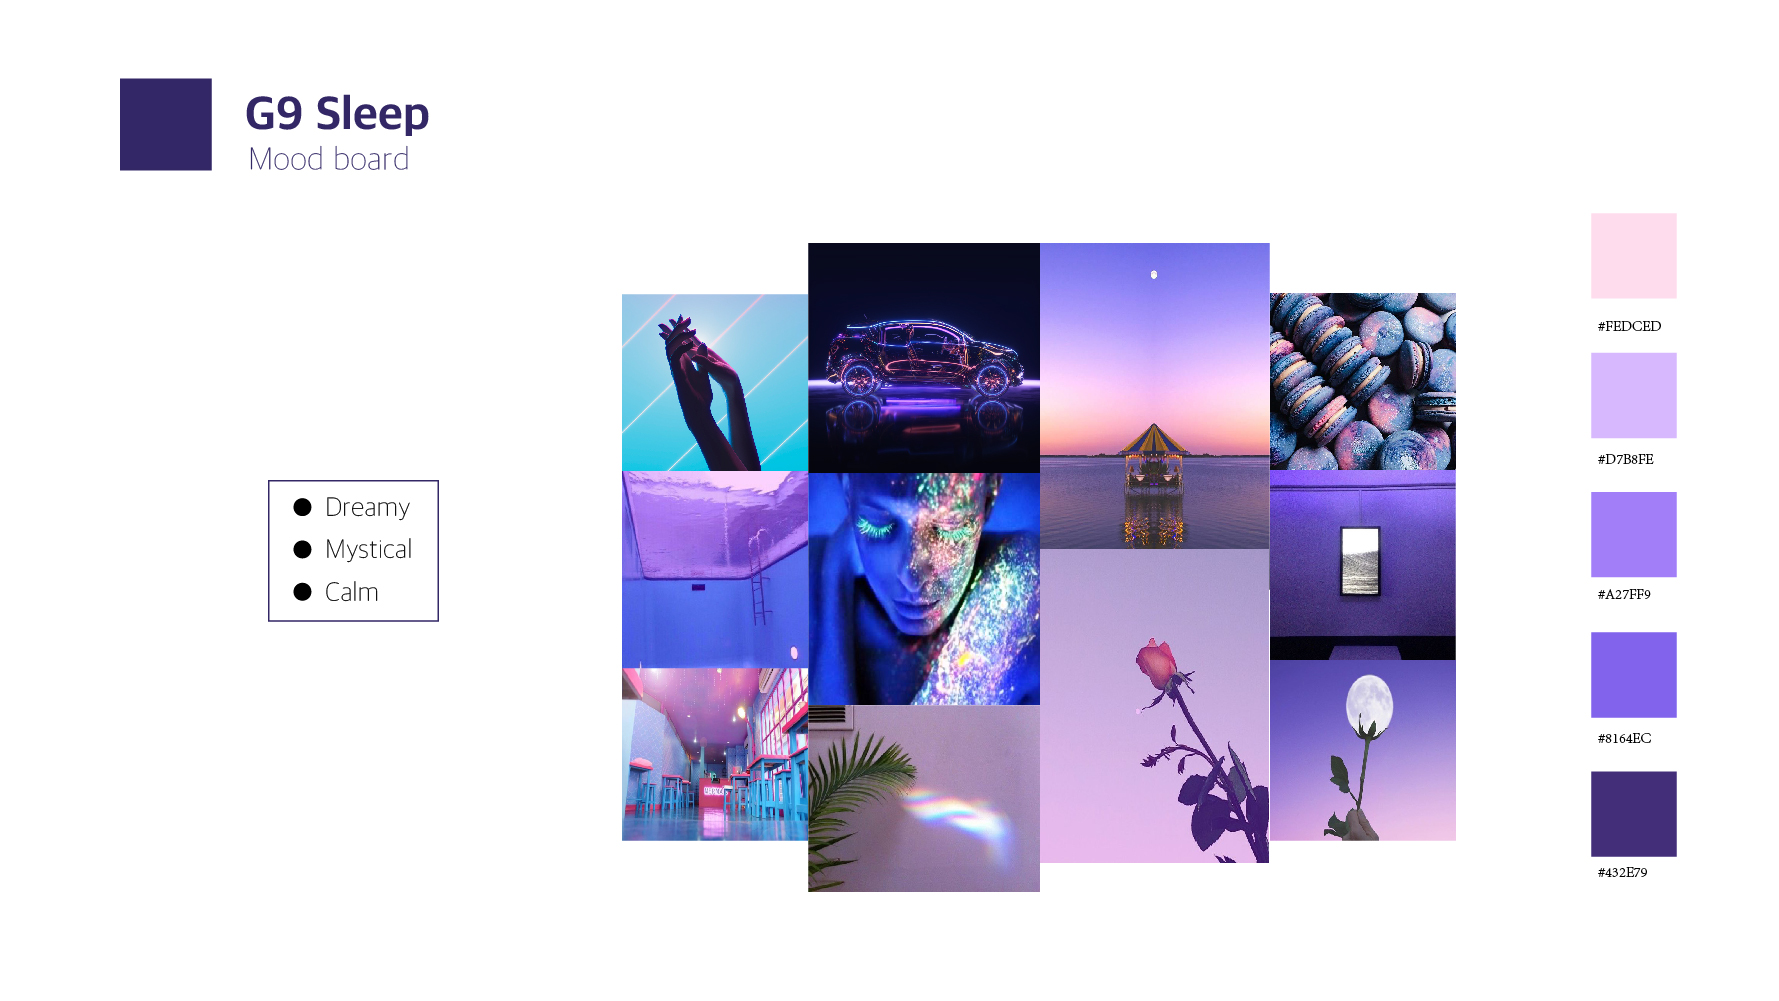 G9 Sleep
Mood board
Dreamy
Mystical
Calm
#FEDCED
#D7B8FE
#A27FF9
#8164EC
#432E79